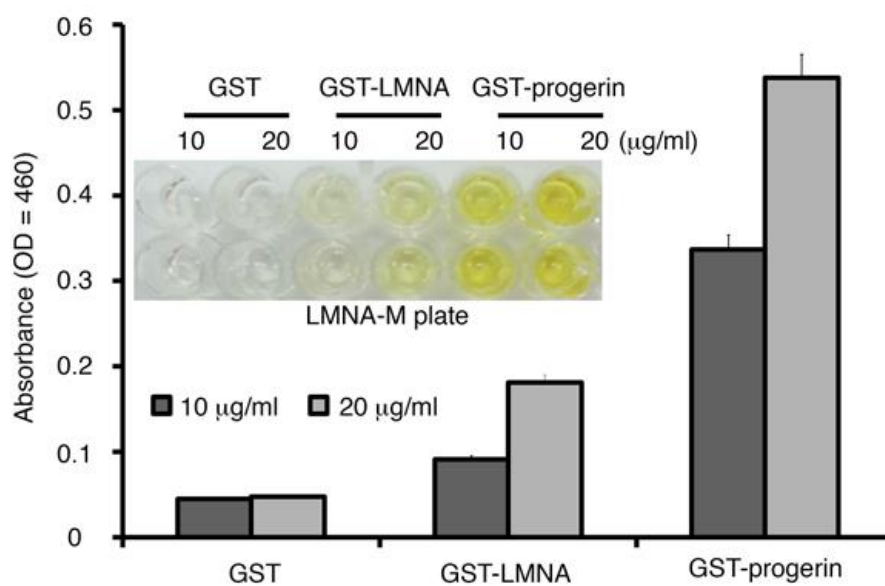 0.6
0.5
0.4
0.3
0.2
0.1
0
Absorbance (OD = 460)
GST GST-LMNA GST-progerin
10 20 10 20 10 20 (μg/ml)
LMNA-M plate
10 μg/ml 20 μg/ml
GST GST-LMNA GST-progerin